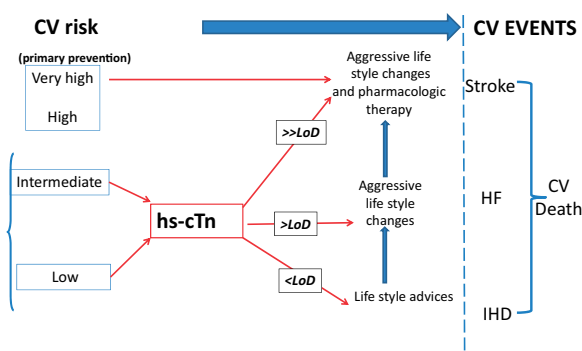 CV risk
CV EVENTS
(primary prevention)
Very high
High
Aggressive life
style changes
and pharmacologic
therapy
Stroke
>>LoD
Intermediate
hs-cTn
>LoD
Aggressive
life style
changes
HF
CV
Death
Low
<LoD
Life style advices
IHD